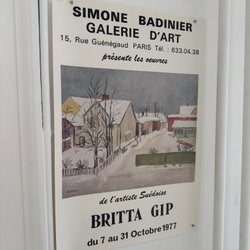 SIMONE BADINIER
GALERIE D'ART
15, Rue Guénégaud PARIS Tél. : 633.04.38
présente les oeuvres
de l'artiste Suédoise
BRITTA GIP
du 7 au 31 Octobre 1977